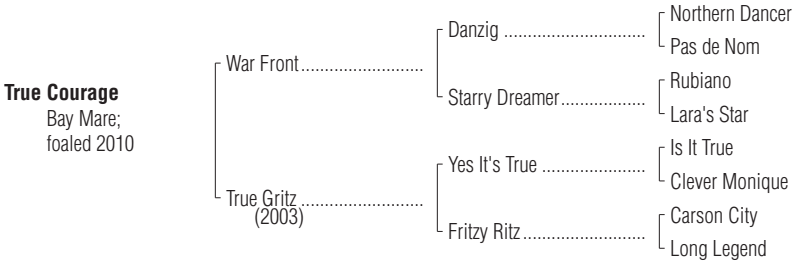 True Courage
Bay Mare;
foaled 2010
War Front........................
True Gritz........................
(2003)
Danzig ............................
Starry Dreamer.................
Yes It's True ....................
Fritzy Ritz........................
Northern Dancer
Pas de Nom
Rubiano
Lara's Star
Is It True
Clever Monique
Carson City
Long Legend